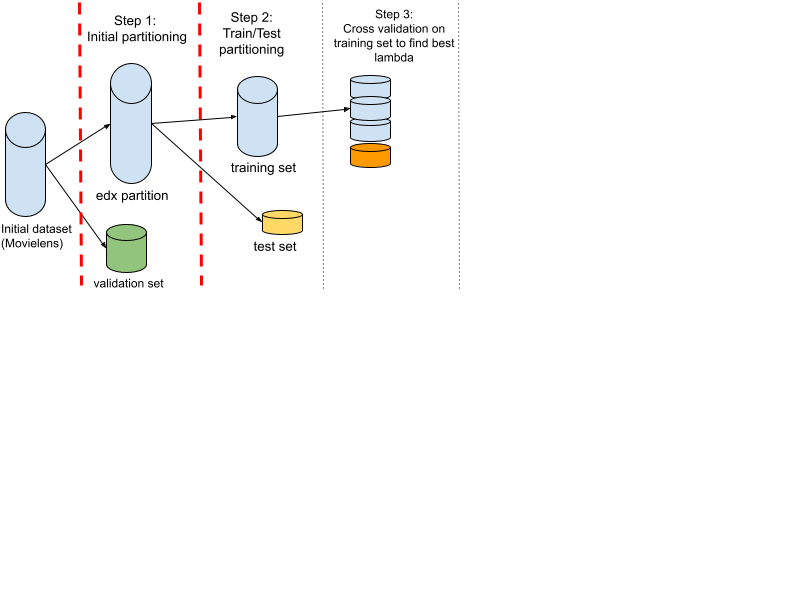 Step 1:
Initial partitioning
Step 2:
Train/Test
partitioning
Step 3:
Cross validation on
training set to find best
lambda
Initial dataset
(Movielens)
edx partition
validation set
training set
test set